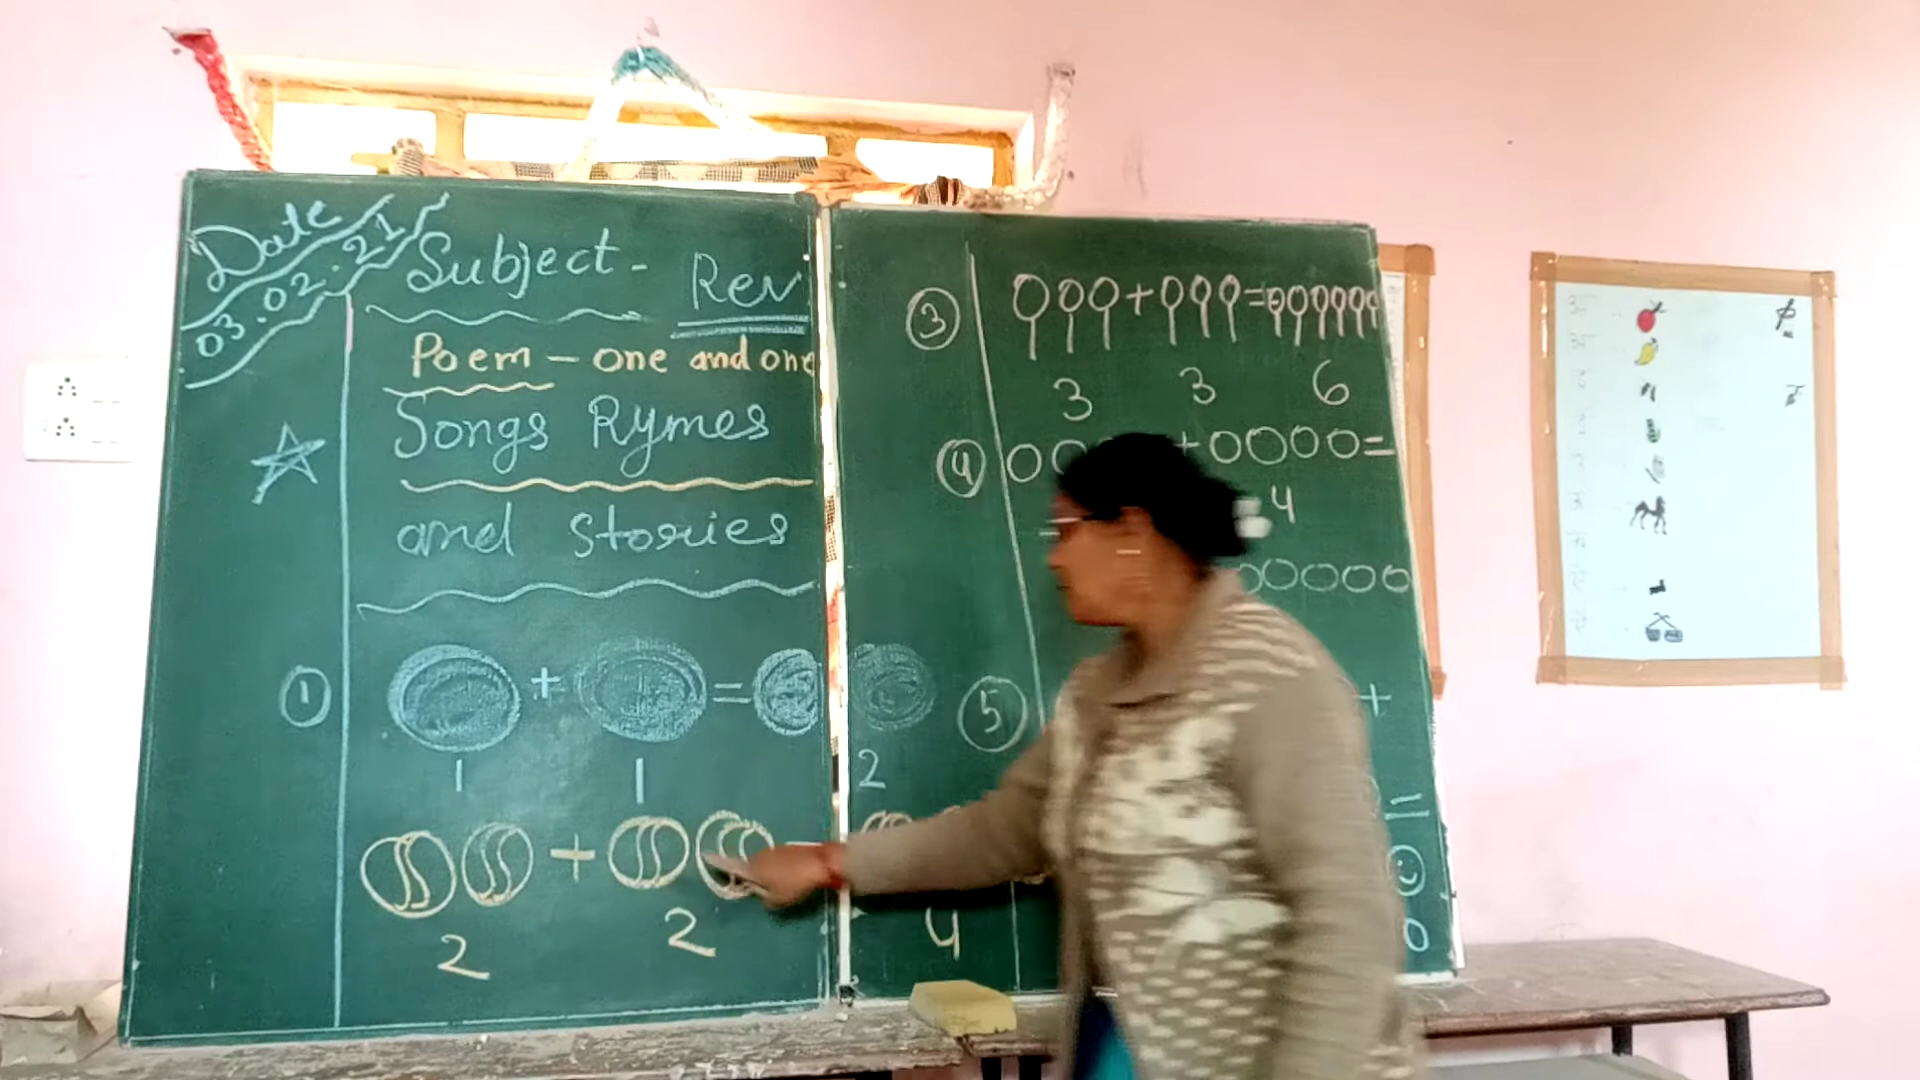 Date
03.02.21
Subject - Rev
Poem - one and one
Songs Rymes
and stories
① + =
1 1 2
+
2 2 4
③ + =
3 3 6
④ + =
4
⑤ +
=